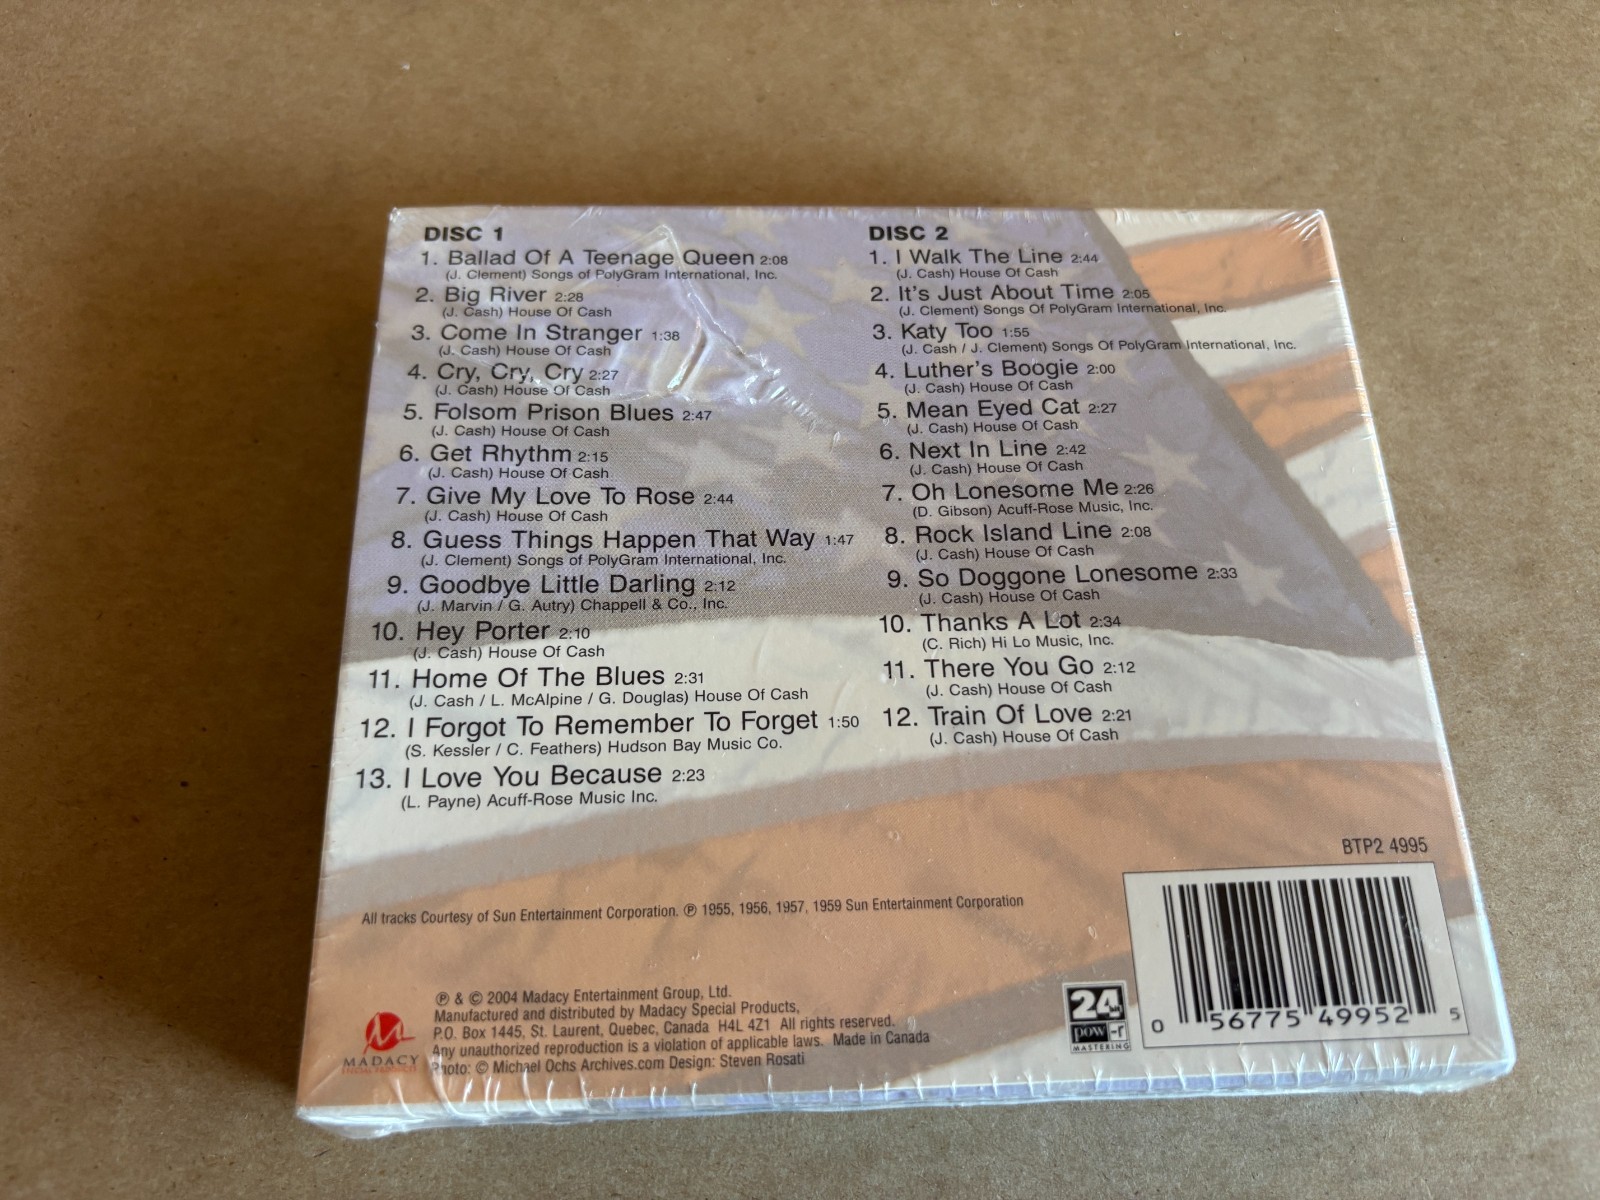 DISC 1
1. Ballad Of A Teenage Queen 2:08
(J. Clement) Songs of PolyGram International, Inc.
2. Big River 2:28
(J. Cash) House Of Cash
3. Come In Stranger 1:38
(J. Cash) House Of Cash
4. Cry, Cry, Cry 2:27
(J. Cash) House Of Cash
5. Folsom Prison Blues 2:47
(J. Cash) House Of Cash
6. Get Rhythm 2:15
(J. Cash) House Of Cash
7. Give My Love To Rose 2:44
(J. Cash) House Of Cash
8. Guess Things Happen That Way 1:47
(J. Clement) Songs of PolyGram International, Inc.
9. Goodbye Little Darling 2:12
(J. Marvin / G. Autry) Chappell & Co., Inc.
10. Hey Porter 2:10
(J. Cash) House Of Cash
11. Home Of The Blues 2:31
(J. Cash / L. McAlpine / G. Douglas) House Of Cash
12. I Forgot To Remember To Forget 1:50
(S. Kessler / C. Feathers) Hudson Bay Music Co.
13. I Love You Because 2:23
(L. Payne) Acuff-Rose Music Inc.
DISC 2
1. I Walk The Line 2:44
(J. Cash) House Of Cash
2. It's Just About Time 2:05
(J. Clement) Songs Of PolyGram International, Inc.
3. Katy Too 1:55
(J. Cash / J. Clement) Songs Of PolyGram International, Inc.
4. Luther's Boogie 2:00
(J. Cash) House Of Cash
5. Mean Eyed Cat 2:27
(J. Cash) House Of Cash
6. Next In Line 2:42
(J. Cash) House Of Cash
7. Oh Lonesome Me 2:26
(D. Gibson) Acuff-Rose Music, Inc.
8. Rock Island Line 2:08
(J. Cash) House Of Cash
9. So Doggone Lonesome 2:33
(J. Cash) House Of Cash
10. Thanks A Lot 2:34
(C. Rich) Hi Lo Music, Inc.
11. There You Go 2:12
(J. Cash) House Of Cash
12. Train Of Love 2:21
(J. Cash) House Of Cash
BTP2 4995
All tracks Courtesy of Sun Entertainment Corporation. ℗ 1955, 1956, 1957, 1959 Sun Entertainment Corporation
℗ & © 2004 Madacy Entertainment Group, Ltd.
Manufactured and distributed by Madacy Special Products,
P.O. Box 1445, St. Laurent, Quebec, Canada H4L 4Z1 All rights reserved.
Any unauthorized reproduction is a violation of applicable laws. Made in Canada
Photo: © Michael Ochs Archives.com Design: Steven Rosati
MADACY
24
pow-r
MASTERING
0 56775 49952 5